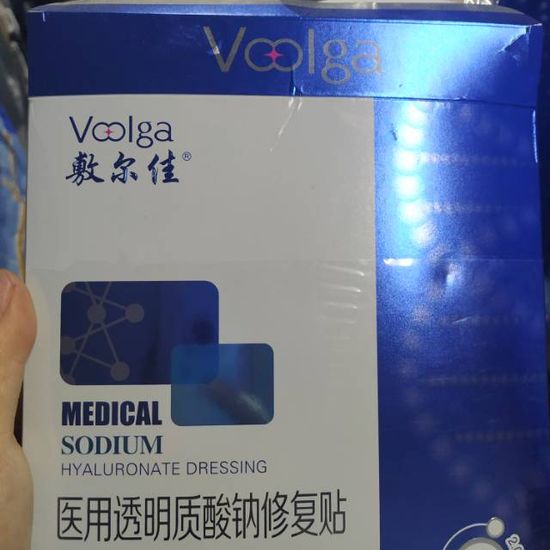 Voolga
Voolga
敷尔佳®
MEDICAL
SODIUM
HYALURONATE DRESSING
医用透明质酸钠修复贴